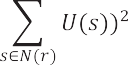 ∑ U(s))²
s∈N(r)